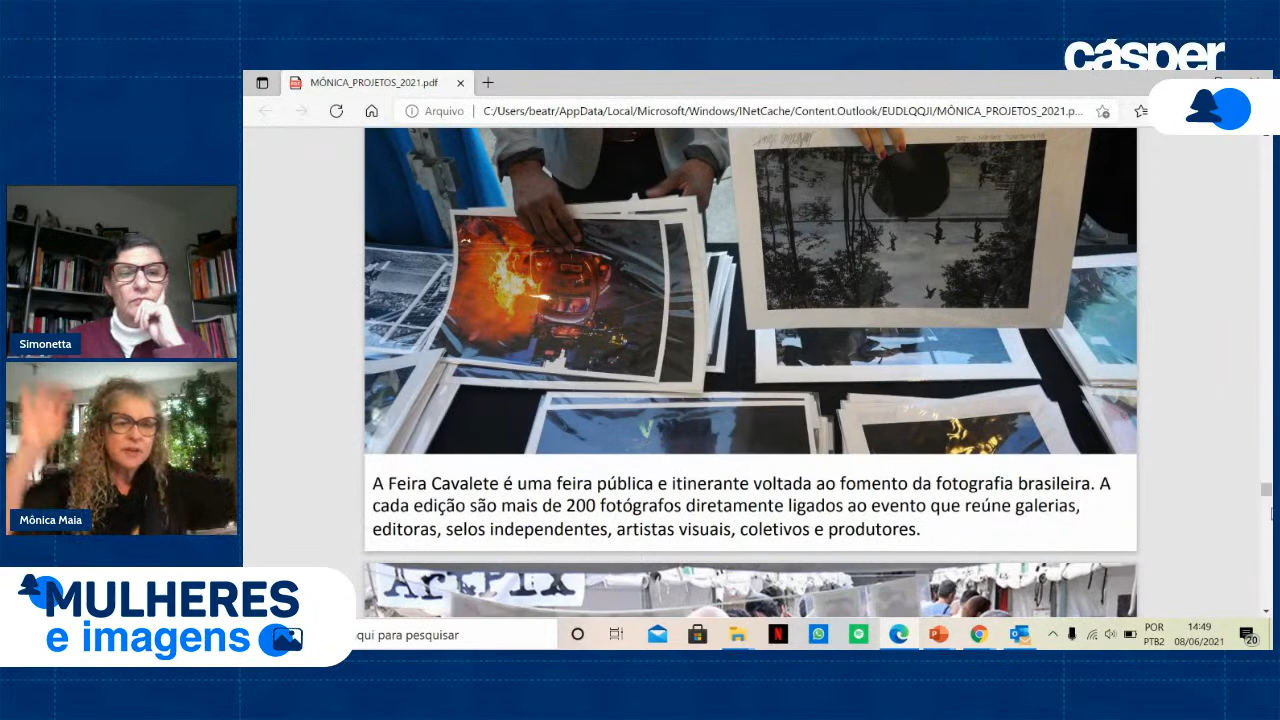 cásper
MÔNICA_PROJETOS_2021.pdf
Arquivo
C:/Users/beatr/AppData/Local/Microsoft/Windows/INetCache/Content.Outlook/EUDLQQJI/MÔNICA_PROJETOS_2021.p...
Simonetta
Mônica Maia
A Feira Cavalete é uma feira pública e itinerante voltada ao fomento da fotografia brasileira. A
cada edição são mais de 200 fotógrafos diretamente ligados ao evento que reúne galerias,
editoras, selos independentes, artistas visuais, coletivos e produtores.
MULHERES
e imagens
qui para pesquisar
POR
PTB2
14:49
08/06/2021
20